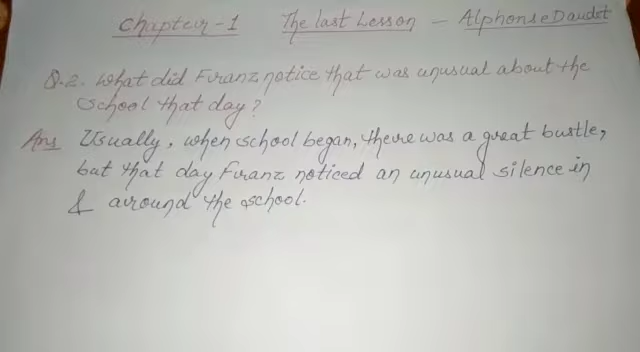 Chapter-1 The last Lesson - Alphonse Daudet
Q.2. What did Franz notice that was unusual about the
school that day?
Ans Usually, when school began, there was a great bustle,
but that day Franz noticed an unusual silence in
& around the school.